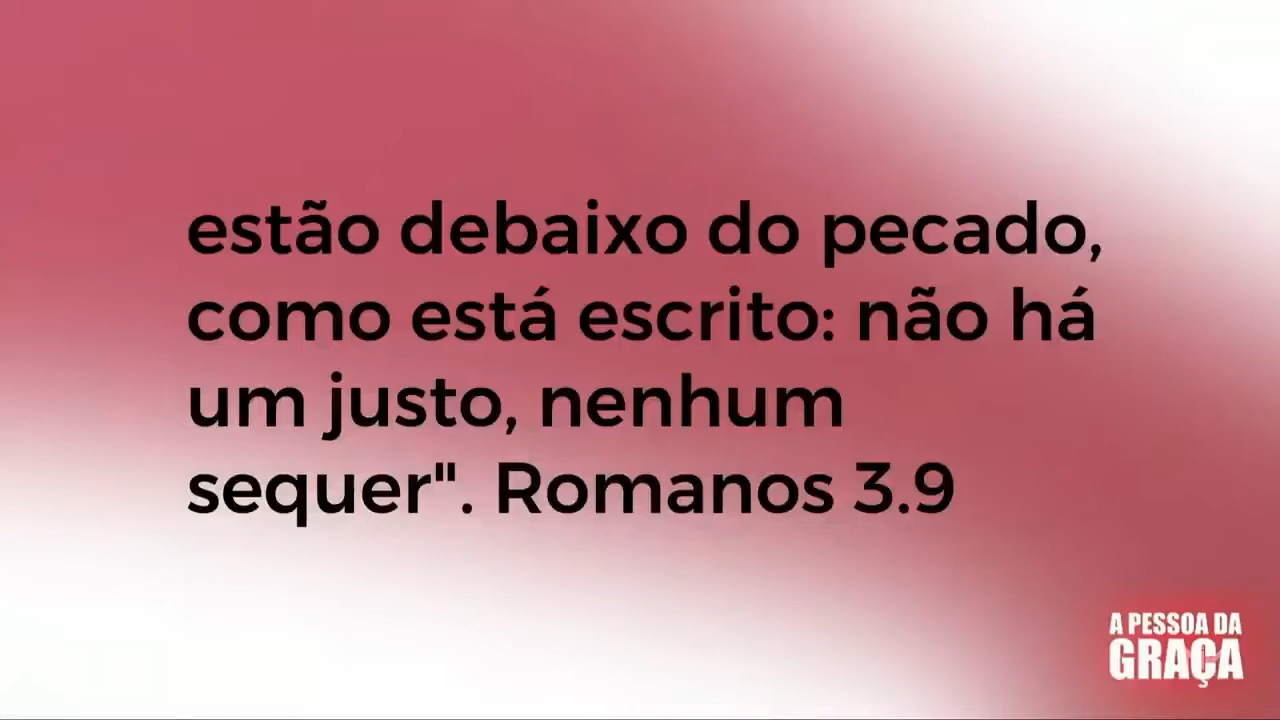 estão debaixo do pecado,
como está escrito: não há
um justo, nenhum
sequer". Romanos 3.9
A PESSOA DA
GRAÇA